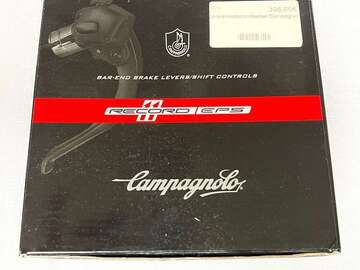 BAR-END BRAKE LEVERS/SHIFT CONTROLS
RECORD EPS
Campagnolo